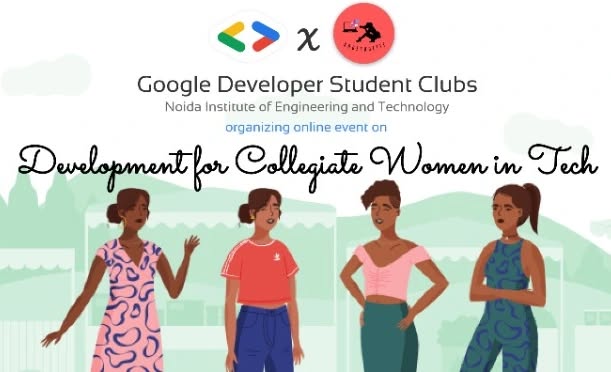 x
Google Developer Student Clubs
Noida Institute of Engineering and Technology
organizing online event on
Development for Collegiate Women in Tech